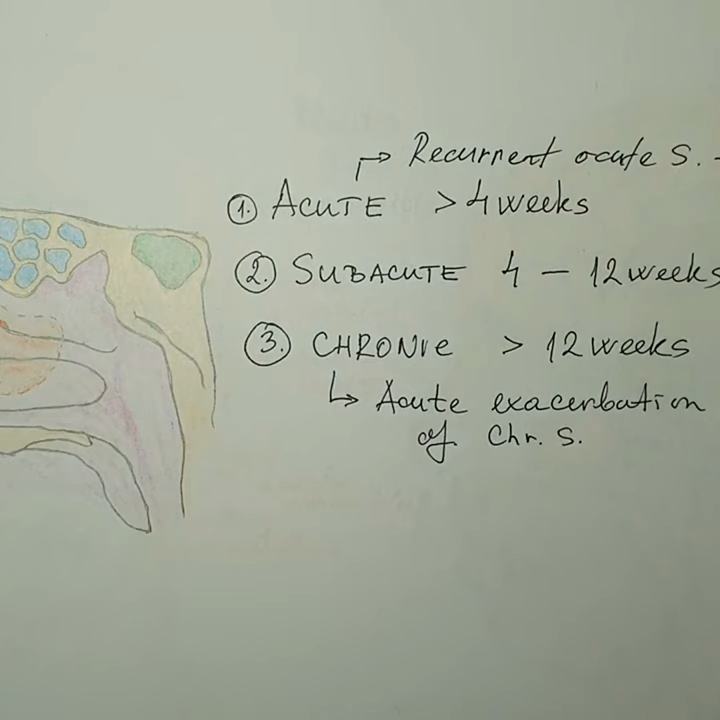 Recurrent acute S. -
1. ACUTE > 4 weeks
2. SUBACUTE 4 - 12 weeks
3. CHRONIC > 12 weeks
Acute exacerbation
of Chr. S.